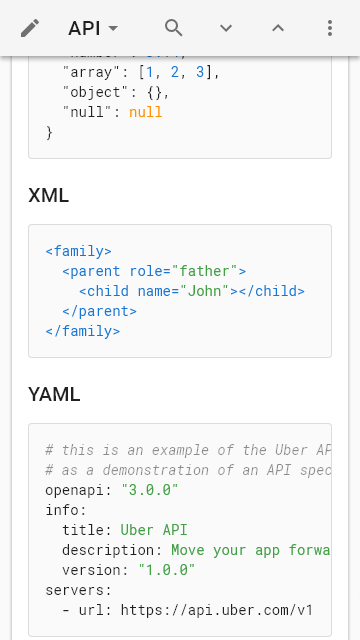 API
"array": [1, 2, 3],
"object": {},
"null": null
}
XML
<family>
<parent role="father">
<child name="John"></child>
</parent>
</family>
YAML
# this is an example of the Uber AP
# as a demonstration of an API spec
openapi: "3.0.0"
info:
title: Uber API
description: Move your app forwa
version: "1.0.0"
servers:
- url: https://api.uber.com/v1